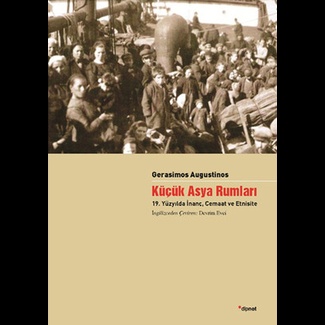 Gerasimos Augustinos
Küçük Asya Rumları
19. Yüzyılda İnanç, Cemaat ve Etnisite
İngilizceden Çeviren: Devrim Evci
dipnot